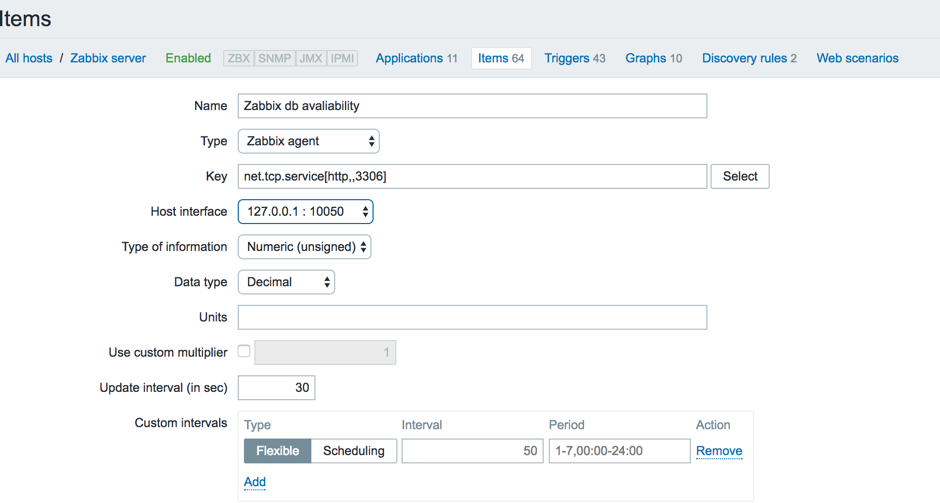 Items
All hosts / Zabbix server Enabled ZBX SNMP JMX IPMI Applications 11 Items 64 Triggers 43 Graphs 10 Discovery rules 2 Web scenarios
Name Zabbix db avaliability
Type Zabbix agent
Key net.tcp.service[http,,3306] Select
Host interface 127.0.0.1 : 10050
Type of information Numeric (unsigned)
Data type Decimal
Units
Use custom multiplier 1
Update interval (in sec) 30
Custom intervals Type Interval Period Action
Flexible Scheduling 50 1-7,00:00-24:00 Remove
Add